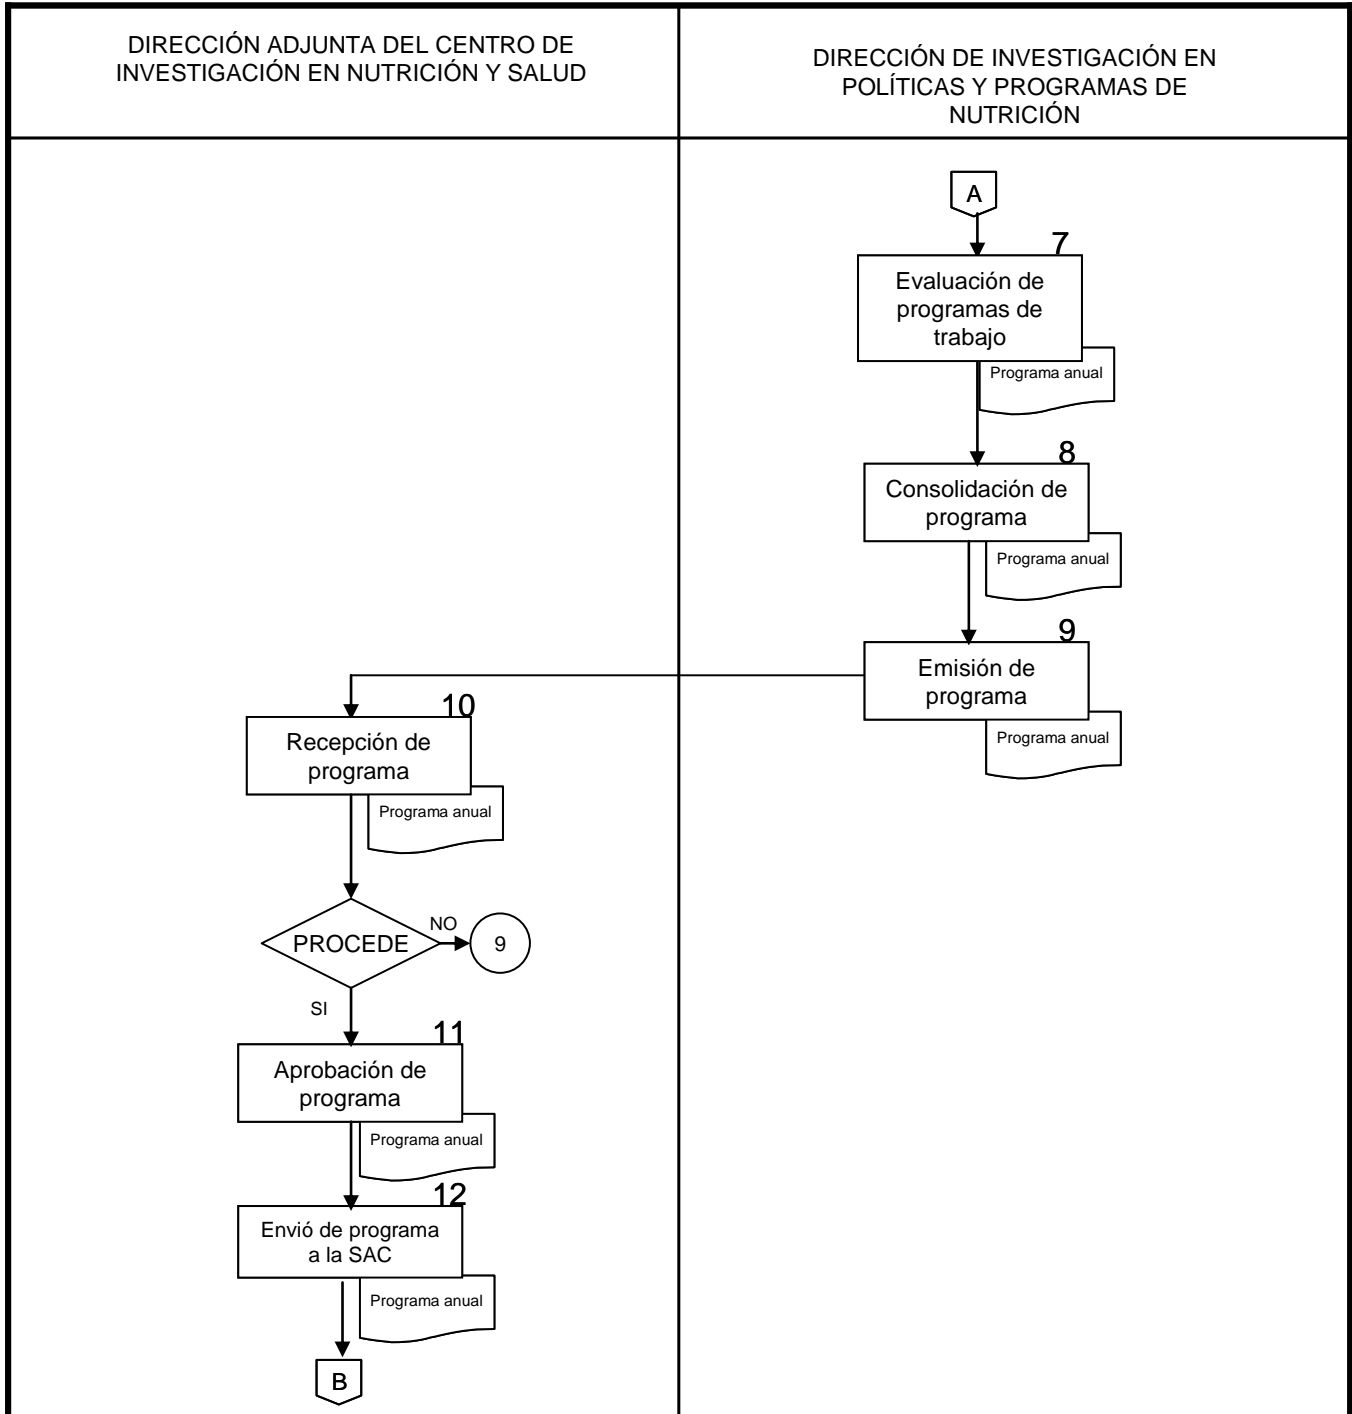 DIRECCIÓN ADJUNTA DEL CENTRO DE
INVESTIGACIÓN EN NUTRICIÓN Y SALUD
DIRECCIÓN DE INVESTIGACIÓN EN
POLÍTICAS Y PROGRAMAS DE
NUTRICIÓN
A
7
Evaluación de
programas de
trabajo
Programa anual
8
Consolidación de
programa
Programa anual
9
Emisión de
programa
Programa anual
10
Recepción de
programa
Programa anual
PROCEDE
NO
9
SI
11
Aprobación de
programa
Programa anual
12
Envió de programa
a la SAC
Programa anual
B